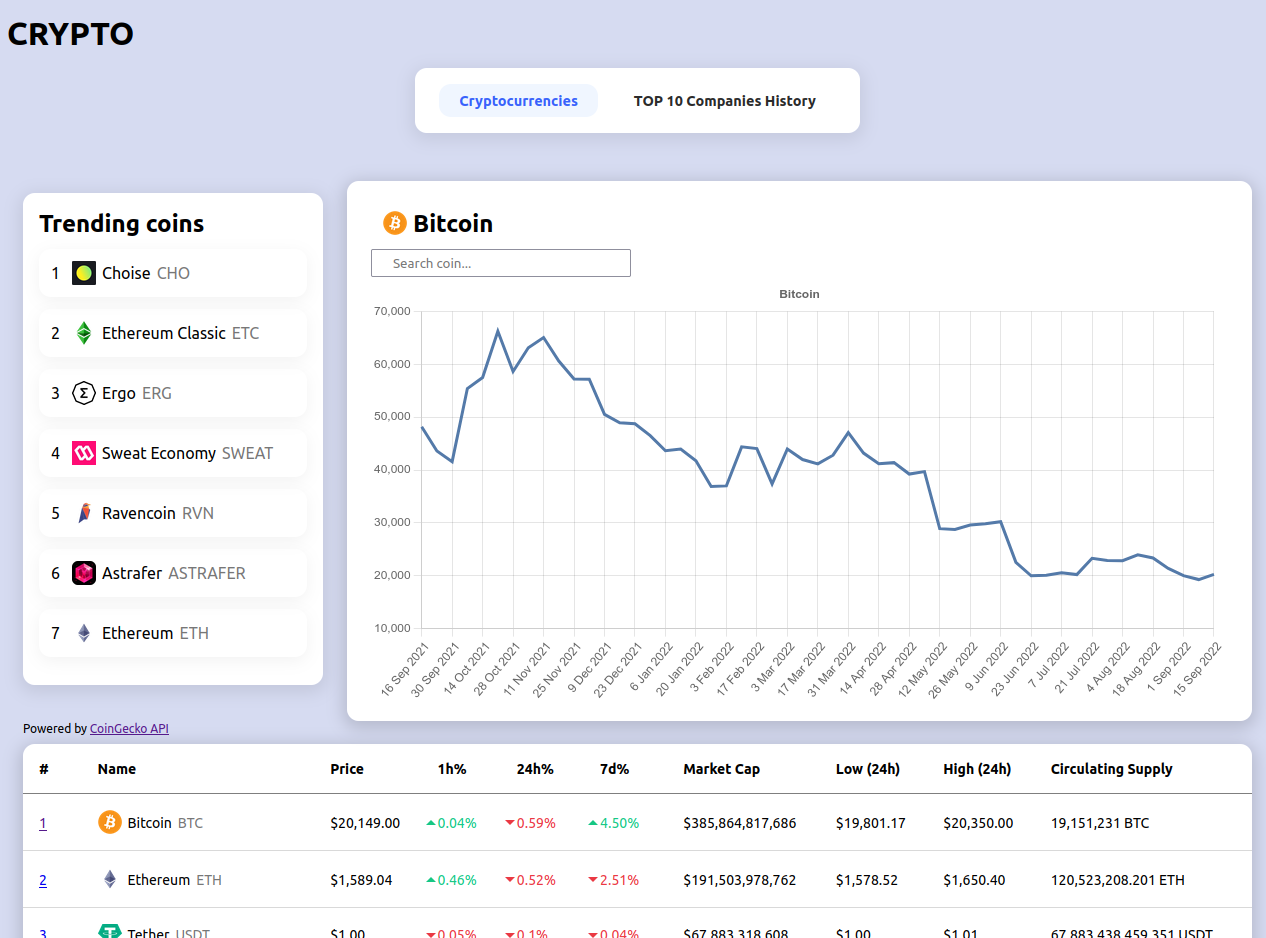 CRYPTO
Cryptocurrencies TOP 10 Companies History
Trending coins
1 Choise CHO
2 Ethereum Classic ETC
3 Σ Ergo ERG
4 Sweat Economy SWEAT
5 Ravencoin RVN
6 Astrafer ASTRAFER
7 Ethereum ETH
Bitcoin
Search coin...
Bitcoin
70,000
60,000
50,000
40,000
30,000
20,000
10,000
16 Sep 2021
30 Sep 2021
14 Oct 2021
28 Oct 2021
11 Nov 2021
25 Nov 2021
9 Dec 2021
23 Dec 2021
6 Jan 2022
20 Jan 2022
3 Feb 2022
17 Feb 2022
3 Mar 2022
17 Mar 2022
31 Mar 2022
14 Apr 2022
28 Apr 2022
12 May 2022
26 May 2022
9 Jun 2022
23 Jun 2022
7 Jul 2022
21 Jul 2022
4 Aug 2022
18 Aug 2022
1 Sep 2022
15 Sep 2022
Powered by CoinGecko API
# Name Price 1h% 24h% 7d% Market Cap Low (24h) High (24h) Circulating Supply
1 Bitcoin BTC $20,149.00 0.04% 0.59% 4.50% $385,864,817,686 $19,801.17 $20,350.00 19,151,231 BTC
2 Ethereum ETH $1,589.04 0.46% 0.52% 2.51% $191,503,978,762 $1,578.52 $1,650.40 120,523,208.201 ETH
3 Tether USDT $1.00 0.05% 0.1% 0.04% $67,883,318,608 $1.00 $1.01 67,883,438,459.351 USDT